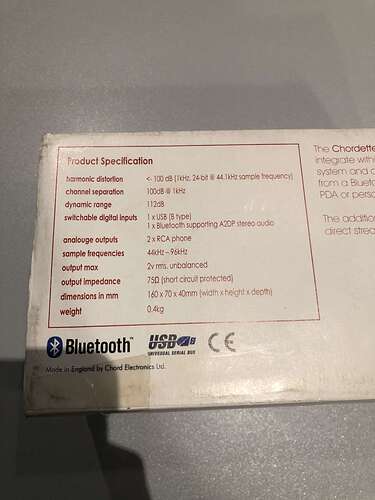 Product Specification
harmonic distortion <- 100 dB (1kHz, 24-bit @ 44.1kHz sample frequency)
channel separation 100dB @ 1kHz
dynamic range 112dB
switchable digital inputs 1 x USB (B type)
1 x Bluetooth supporting A2DP stereo audio
analouge outputs 2 x RCA phone
sample frequencies 44kHz – 96kHz
output max 2v rms. unbalanced
output impedance 75Ω (short circuit protected)
dimensions in mm 160 x 70 x 40mm (width x height x depth)
weight 0.4kg
Bluetooth™ USB B CE
UNIVERSAL SERIAL BUS
Made in England by Chord Electronics Ltd.
The Chordette
integrate with
system and
from a Bluet
PDA or perso
The additio
direct strea